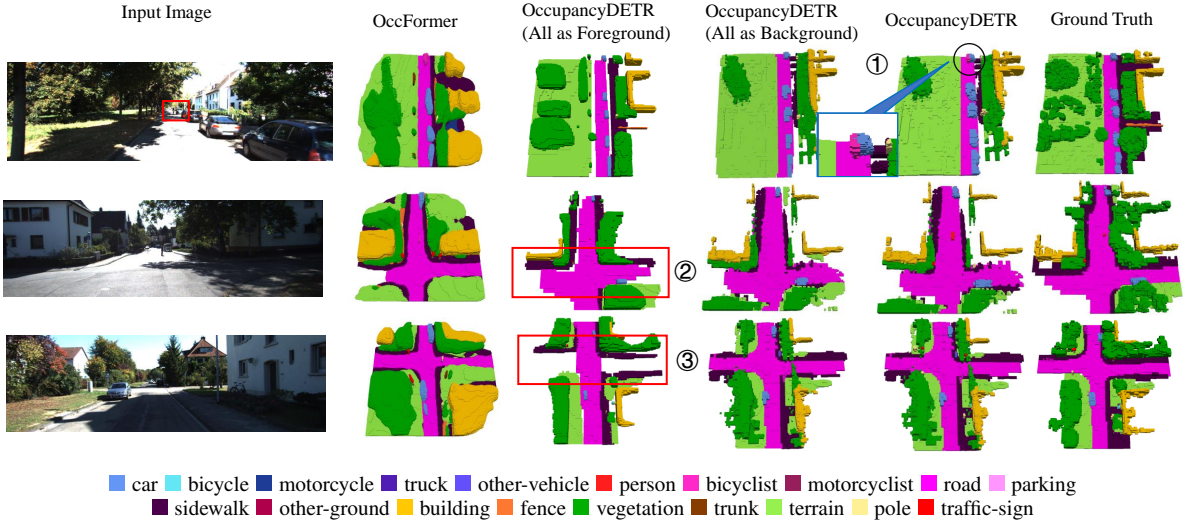 Input Image
OccFormer
OccupancyDETR
(All as Foreground)
OccupancyDETR
(All as Background)
OccupancyDETR
Ground Truth
①
②
③
car bicycle motorcycle truck other-vehicle person bicyclist motorcyclist road parking
sidewalk other-ground building fence vegetation trunk terrain pole traffic-sign